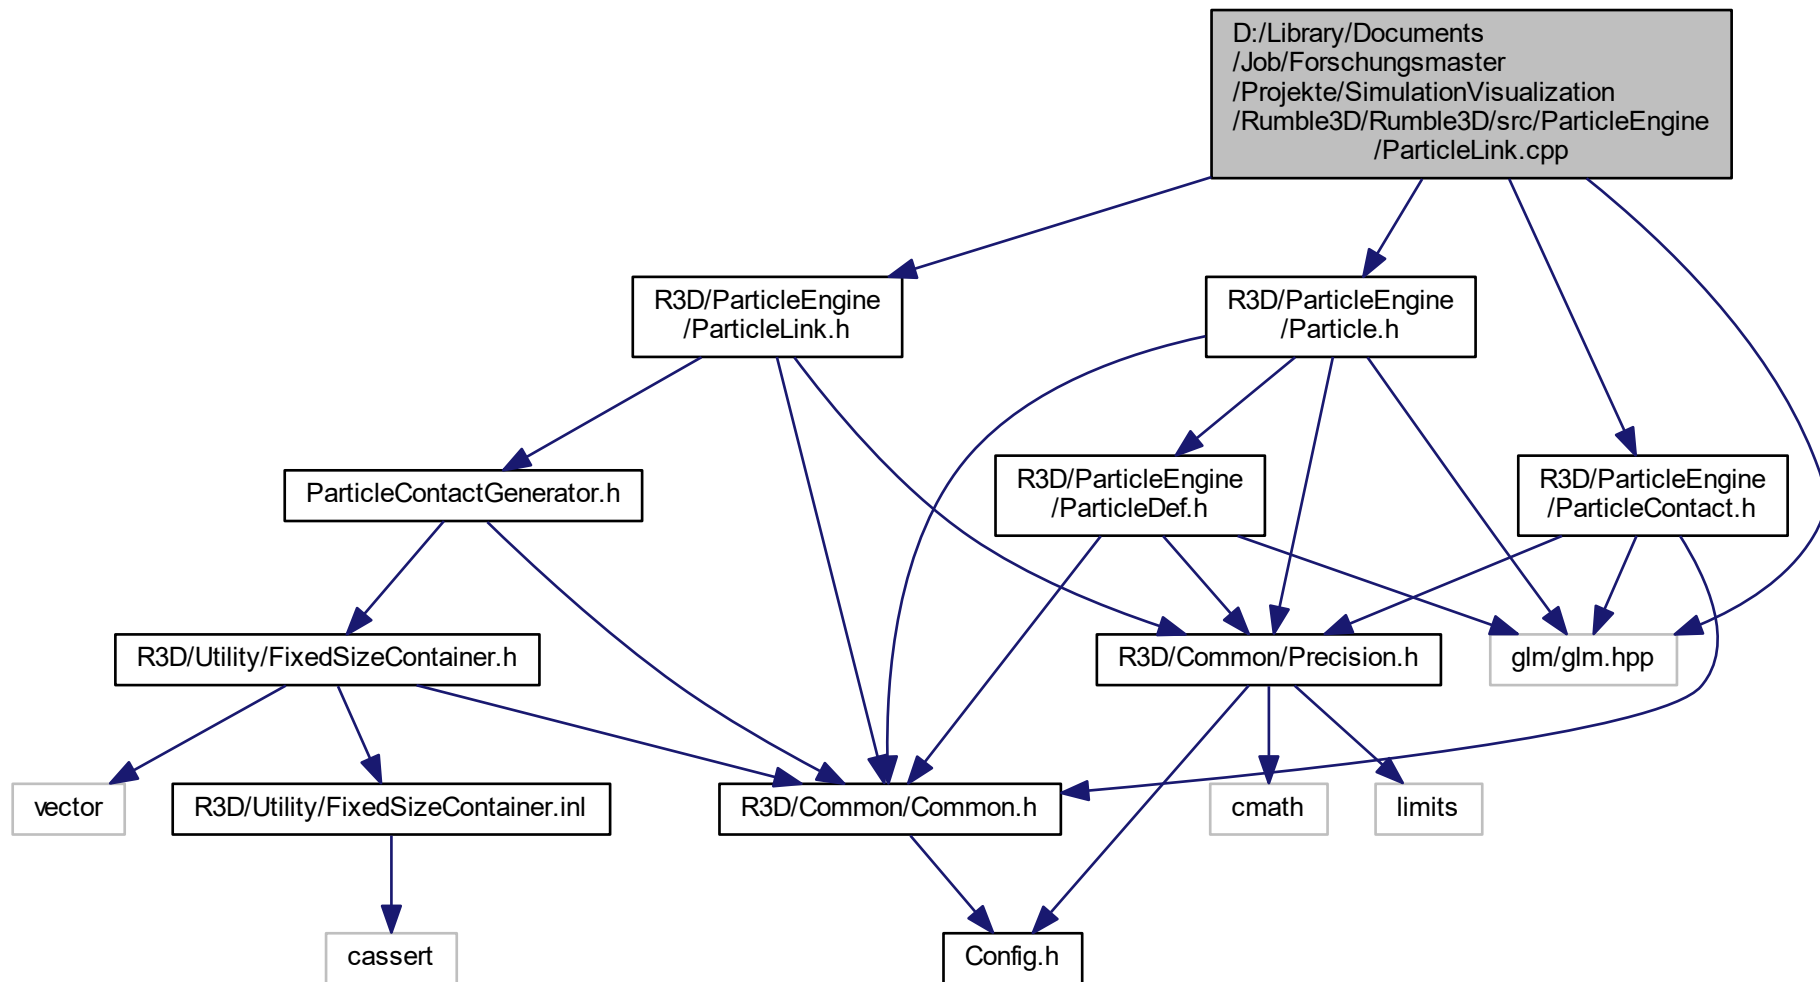 D:/Library/Documents
/Job/Forschungsmaster
/Projekte/SimulationVisualization
/Rumble3D/Rumble3D/src/ParticleEngine
/ParticleLink.cpp
R3D/ParticleEngine
/ParticleLink.h
R3D/ParticleEngine
/Particle.h
ParticleContactGenerator.h
R3D/ParticleEngine
/ParticleDef.h
R3D/ParticleEngine
/ParticleContact.h
R3D/Utility/FixedSizeContainer.h
R3D/Common/Precision.h
glm/glm.hpp
vector
R3D/Utility/FixedSizeContainer.inl
R3D/Common/Common.h
cmath
limits
cassert
Config.h